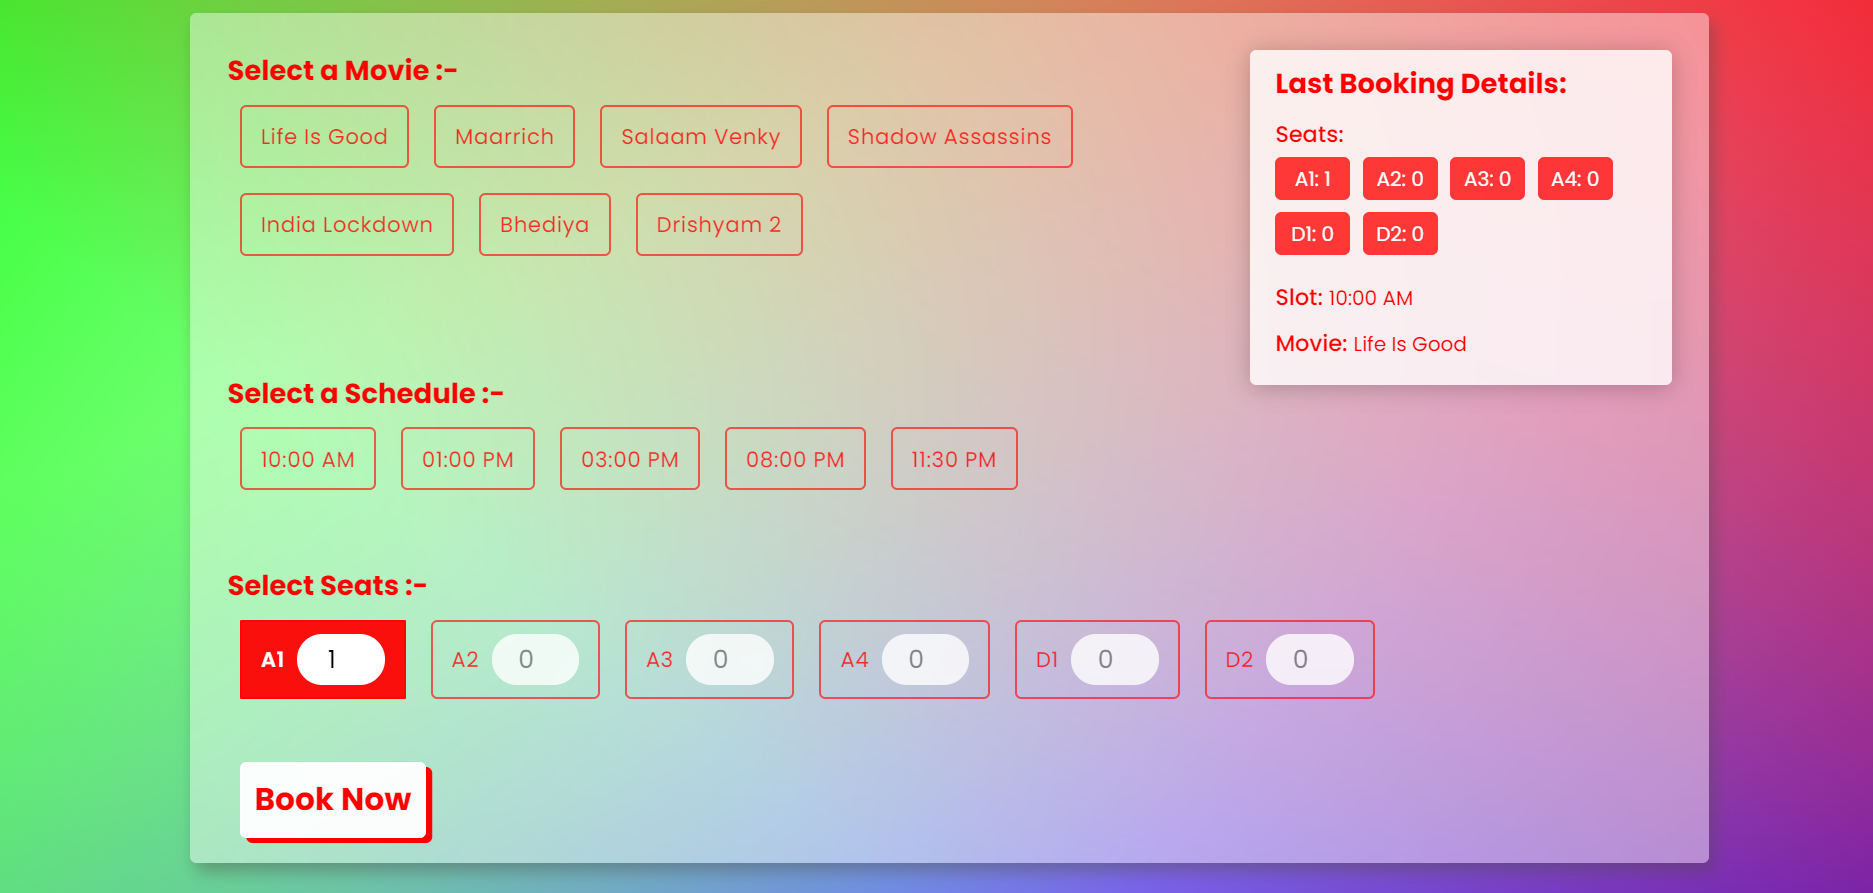 Select a Movie :-
Life Is Good Maarrich Salaam Venky Shadow Assassins
India Lockdown Bhediya Drishyam 2
Select a Schedule :-
10:00 AM 01:00 PM 03:00 PM 08:00 PM 11:30 PM
Select Seats :-
A1 1 A2 0 A3 0 A4 0 D1 0 D2 0
Book Now
Last Booking Details:
Seats:
A1: 1 A2: 0 A3: 0 A4: 0
D1: 0 D2: 0
Slot: 10:00 AM
Movie: Life Is Good